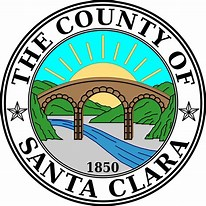 THE COUNTY OF
1850
SANTA CLARA